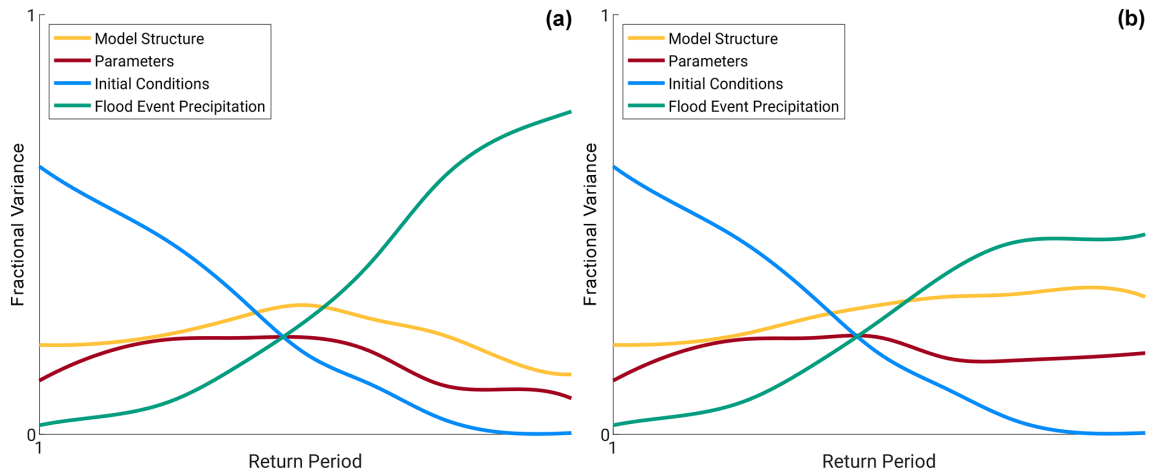 (a)
1
Model Structure
Parameters
Initial Conditions
Flood Event Precipitation
Fractional Variance
0
1
Return Period
(b)
1
Model Structure
Parameters
Initial Conditions
Flood Event Precipitation
Fractional Variance
0
1
Return Period